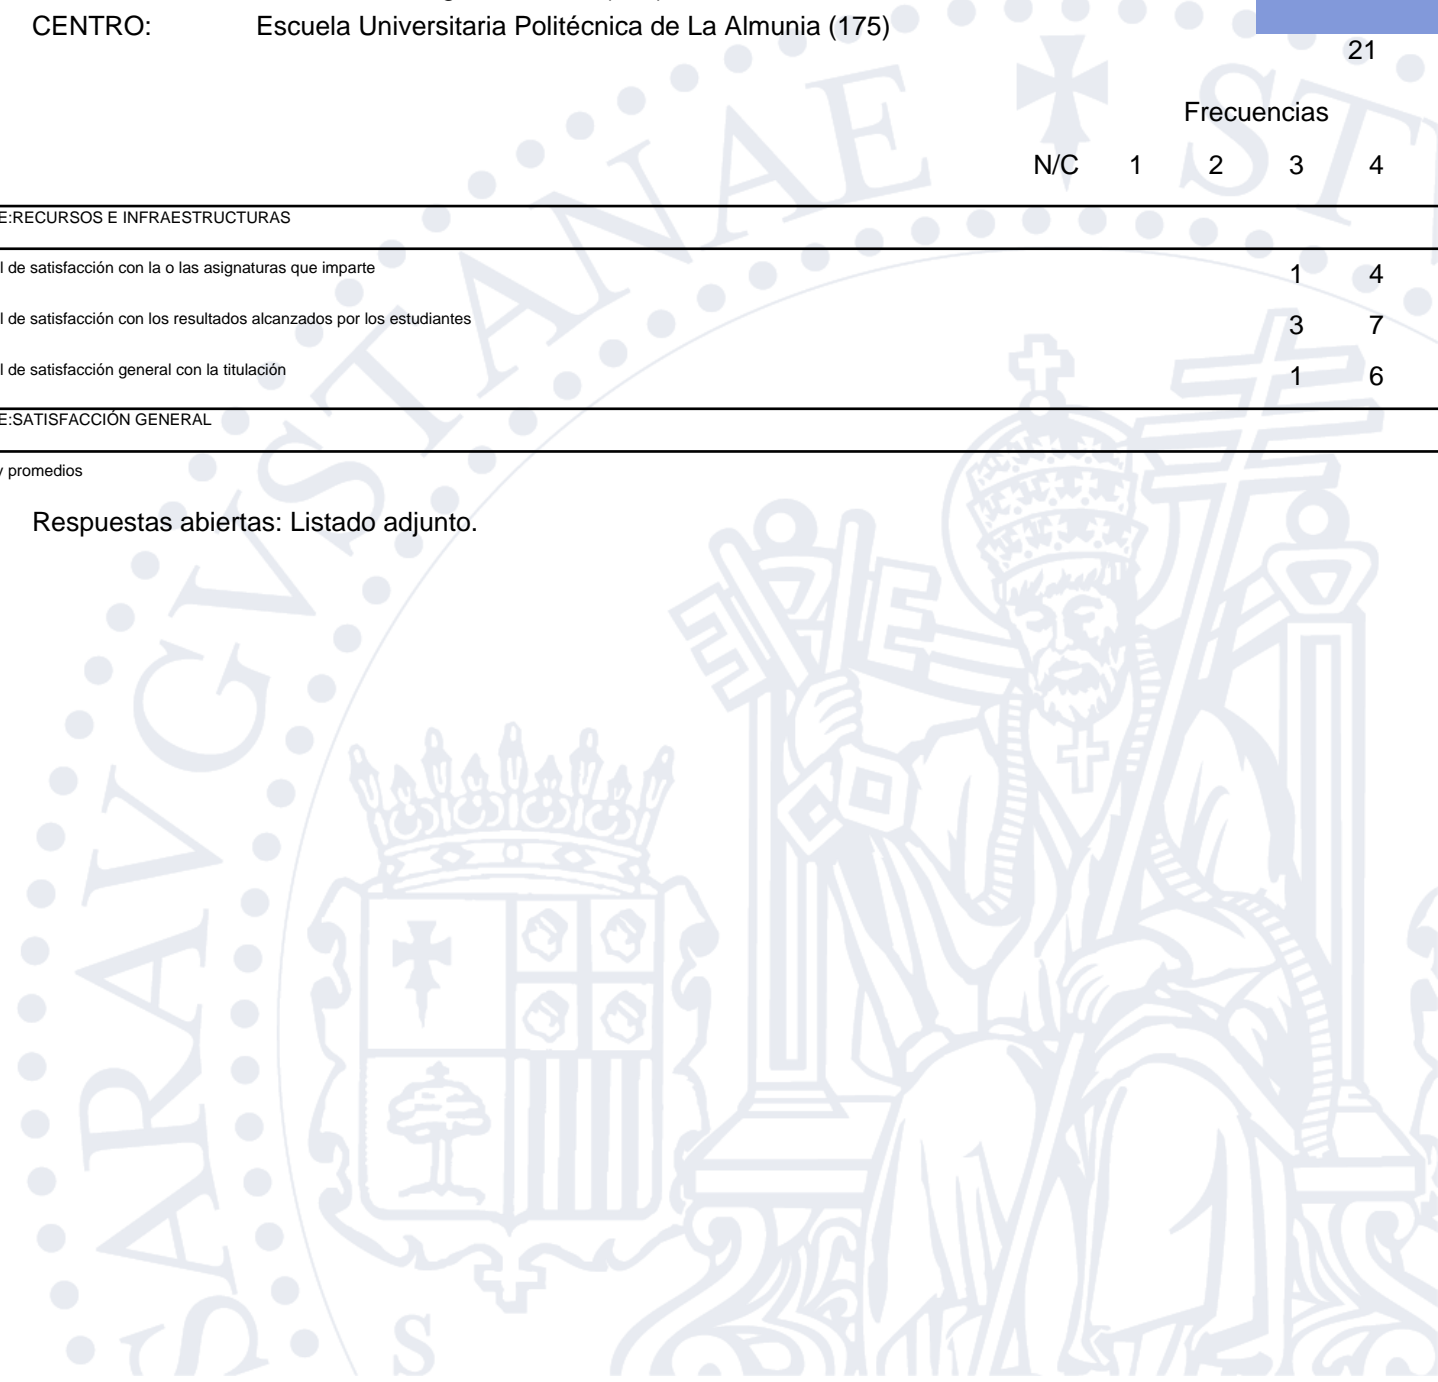 CENTRO: Escuela Universitaria Politécnica de La Almunia (175)
21
Frecuencias
N/C 1 2 3 4
E:RECURSOS E INFRAESTRUCTURAS
l de satisfacción con la o las asignaturas que imparte 1 4
l de satisfacción con los resultados alcanzados por los estudiantes 3 7
l de satisfacción general con la titulación 1 6
E:SATISFACCIÓN GENERAL
y promedios
Respuestas abiertas: Listado adjunto.
SARAVGVSTANAE ST
S